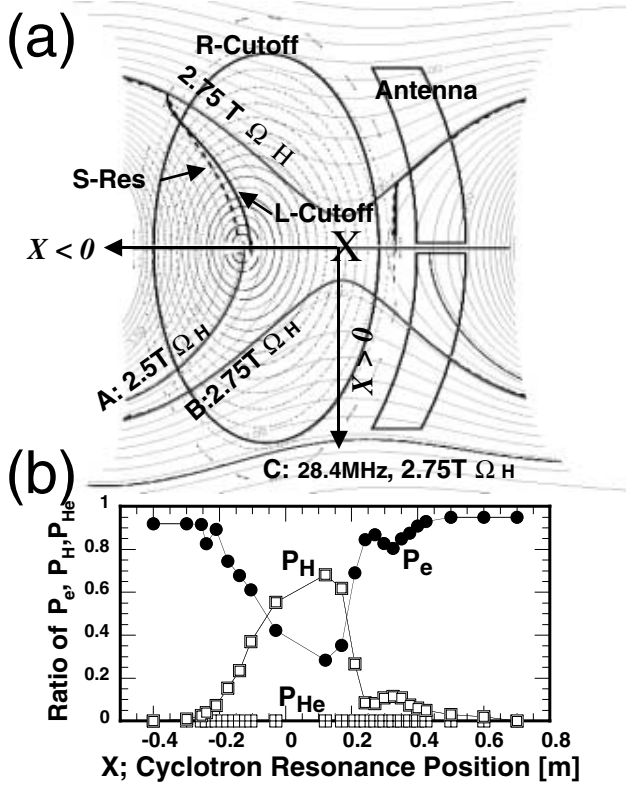 (a)
R-Cutoff
2.75 T Ω H
Antenna
S-Res
L-Cutoff
X < 0
X
X > 0
A: 2.5T Ω H
B:2.75T Ω H
C: 28.4MHz, 2.75T Ω H
(b)
Ratio of Pe, PH,PHe
1
0.8
0.6
0.4
0.2
0
PH
Pe
PHe
-0.4 -0.2 0 0.2 0.4 0.6 0.8
X; Cyclotron Resonance Position [m]